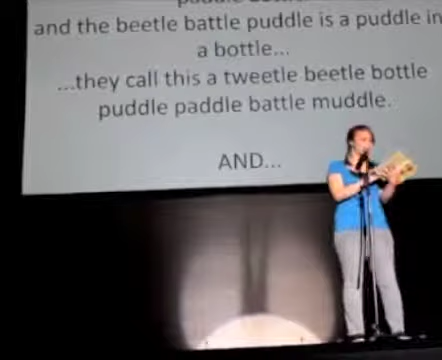 and the beetle battle puddle is a puddle in
a bottle...
...they call this a tweetle beetle bottle
puddle paddle battle muddle.
AND...